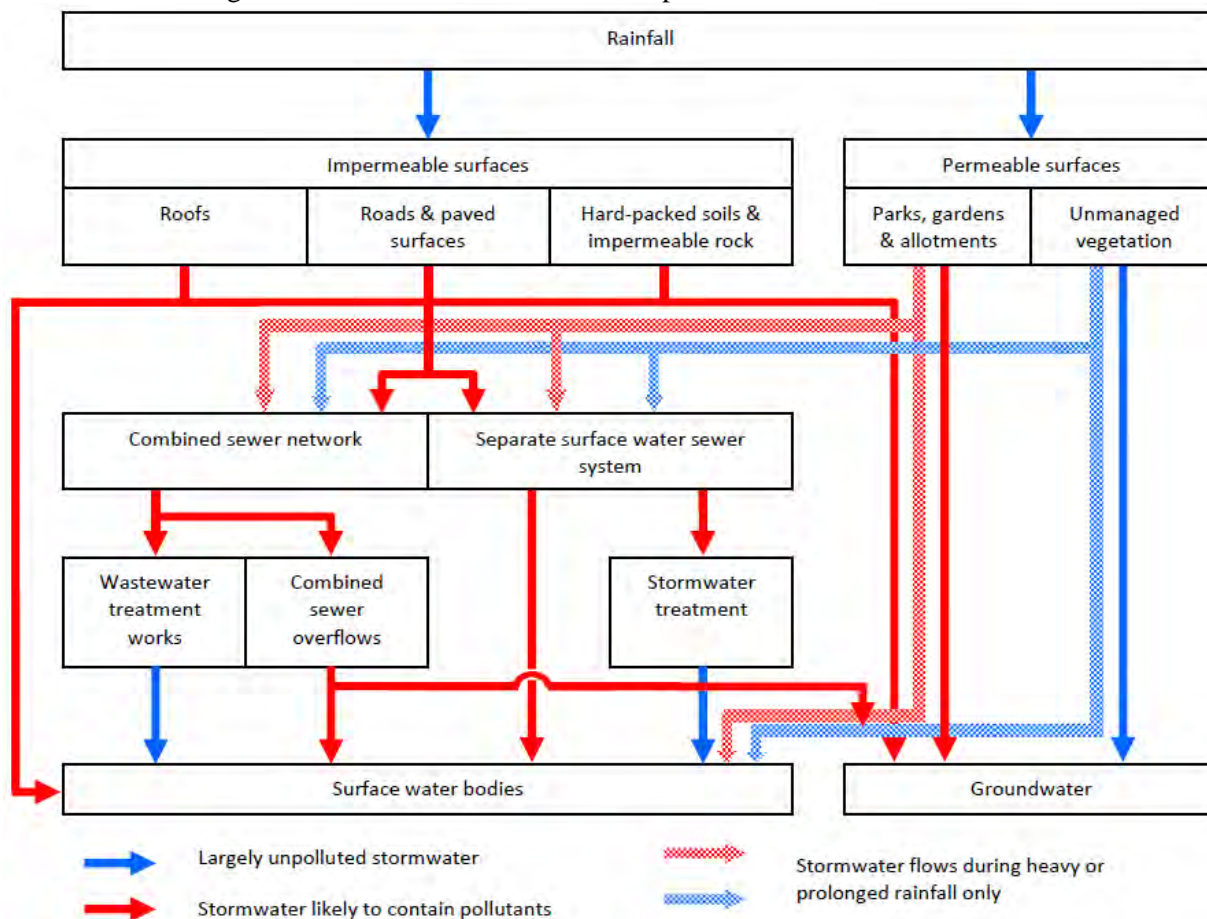 Rainfall
Impermeable surfaces
Permeable surfaces
Roofs
Roads & paved
surfaces
Hard-packed soils &
impermeable rock
Parks, gardens
& allotments
Unmanaged
vegetation
Combined sewer network
Separate surface water sewer
system
Wastewater
treatment
works
Combined
sewer
overflows
Stormwater
treatment
Surface water bodies
Groundwater
Largely unpolluted stormwater
Stormwater likely to contain pollutants
Stormwater flows during heavy or
prolonged rainfall only